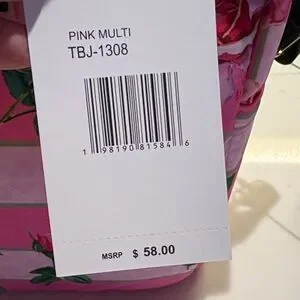 PINK MULTI
TBJ-1308
1 98190 81584 6
MSRP $ 58.00